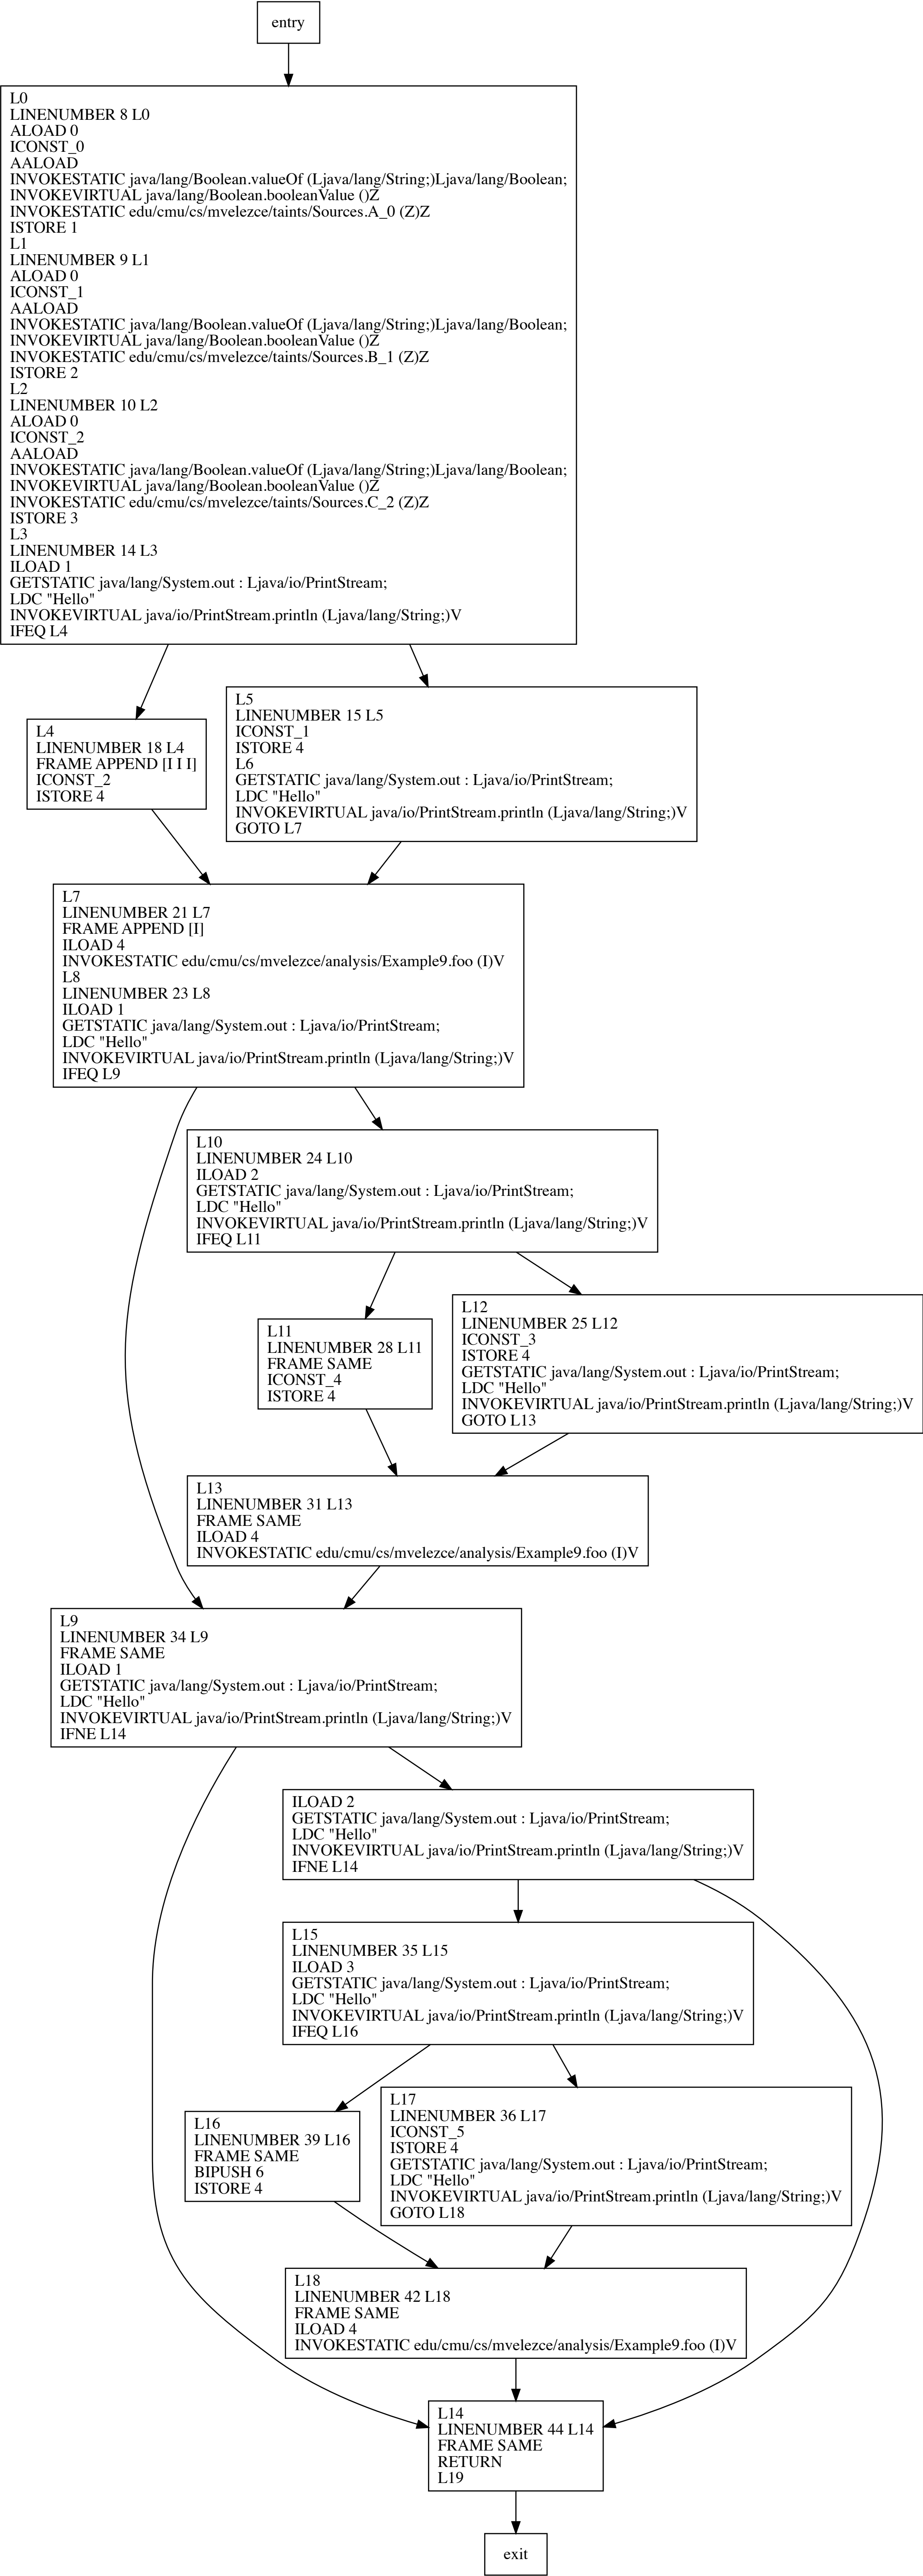 entry
L0
LINENUMBER 8 L0
ALOAD 0
ICONST_0
AALOAD
INVOKESTATIC java/lang/Boolean.valueOf (Ljava/lang/String;)Ljava/lang/Boolean;
INVOKEVIRTUAL java/lang/Boolean.booleanValue ()Z
INVOKESTATIC edu/cmu/cs/mvelezce/taints/Sources.A_0 (Z)Z
ISTORE 1
L1
LINENUMBER 9 L1
ALOAD 0
ICONST_1
AALOAD
INVOKESTATIC java/lang/Boolean.valueOf (Ljava/lang/String;)Ljava/lang/Boolean;
INVOKEVIRTUAL java/lang/Boolean.booleanValue ()Z
INVOKESTATIC edu/cmu/cs/mvelezce/taints/Sources.B_1 (Z)Z
ISTORE 2
L2
LINENUMBER 10 L2
ALOAD 0
ICONST_2
AALOAD
INVOKESTATIC java/lang/Boolean.valueOf (Ljava/lang/String;)Ljava/lang/Boolean;
INVOKEVIRTUAL java/lang/Boolean.booleanValue ()Z
INVOKESTATIC edu/cmu/cs/mvelezce/taints/Sources.C_2 (Z)Z
ISTORE 3
L3
LINENUMBER 14 L3
ILOAD 1
GETSTATIC java/lang/System.out : Ljava/io/PrintStream;
LDC "Hello"
INVOKEVIRTUAL java/io/PrintStream.println (Ljava/lang/String;)V
IFEQ L4
L4
LINENUMBER 18 L4
FRAME APPEND [I I I]
ICONST_2
ISTORE 4
L5
LINENUMBER 15 L5
ICONST_1
ISTORE 4
L6
GETSTATIC java/lang/System.out : Ljava/io/PrintStream;
LDC "Hello"
INVOKEVIRTUAL java/io/PrintStream.println (Ljava/lang/String;)V
GOTO L7
L7
LINENUMBER 21 L7
FRAME APPEND [I]
ILOAD 4
INVOKESTATIC edu/cmu/cs/mvelezce/analysis/Example9.foo (I)V
L8
LINENUMBER 23 L8
ILOAD 1
GETSTATIC java/lang/System.out : Ljava/io/PrintStream;
LDC "Hello"
INVOKEVIRTUAL java/io/PrintStream.println (Ljava/lang/String;)V
IFEQ L9
L10
LINENUMBER 24 L10
ILOAD 2
GETSTATIC java/lang/System.out : Ljava/io/PrintStream;
LDC "Hello"
INVOKEVIRTUAL java/io/PrintStream.println (Ljava/lang/String;)V
IFEQ L11
L11
LINENUMBER 28 L11
FRAME SAME
ICONST_4
ISTORE 4
L12
LINENUMBER 25 L12
ICONST_3
ISTORE 4
GETSTATIC java/lang/System.out : Ljava/io/PrintStream;
LDC "Hello"
INVOKEVIRTUAL java/io/PrintStream.println (Ljava/lang/String;)V
GOTO L13
L13
LINENUMBER 31 L13
FRAME SAME
ILOAD 4
INVOKESTATIC edu/cmu/cs/mvelezce/analysis/Example9.foo (I)V
L9
LINENUMBER 34 L9
FRAME SAME
ILOAD 1
GETSTATIC java/lang/System.out : Ljava/io/PrintStream;
LDC "Hello"
INVOKEVIRTUAL java/io/PrintStream.println (Ljava/lang/String;)V
IFNE L14
ILOAD 2
GETSTATIC java/lang/System.out : Ljava/io/PrintStream;
LDC "Hello"
INVOKEVIRTUAL java/io/PrintStream.println (Ljava/lang/String;)V
IFNE L14
L15
LINENUMBER 35 L15
ILOAD 3
GETSTATIC java/lang/System.out : Ljava/io/PrintStream;
LDC "Hello"
INVOKEVIRTUAL java/io/PrintStream.println (Ljava/lang/String;)V
IFEQ L16
L16
LINENUMBER 39 L16
FRAME SAME
BIPUSH 6
ISTORE 4
L17
LINENUMBER 36 L17
ICONST_5
ISTORE 4
GETSTATIC java/lang/System.out : Ljava/io/PrintStream;
LDC "Hello"
INVOKEVIRTUAL java/io/PrintStream.println (Ljava/lang/String;)V
GOTO L18
L18
LINENUMBER 42 L18
FRAME SAME
ILOAD 4
INVOKESTATIC edu/cmu/cs/mvelezce/analysis/Example9.foo (I)V
L14
LINENUMBER 44 L14
FRAME SAME
RETURN
L19
exit